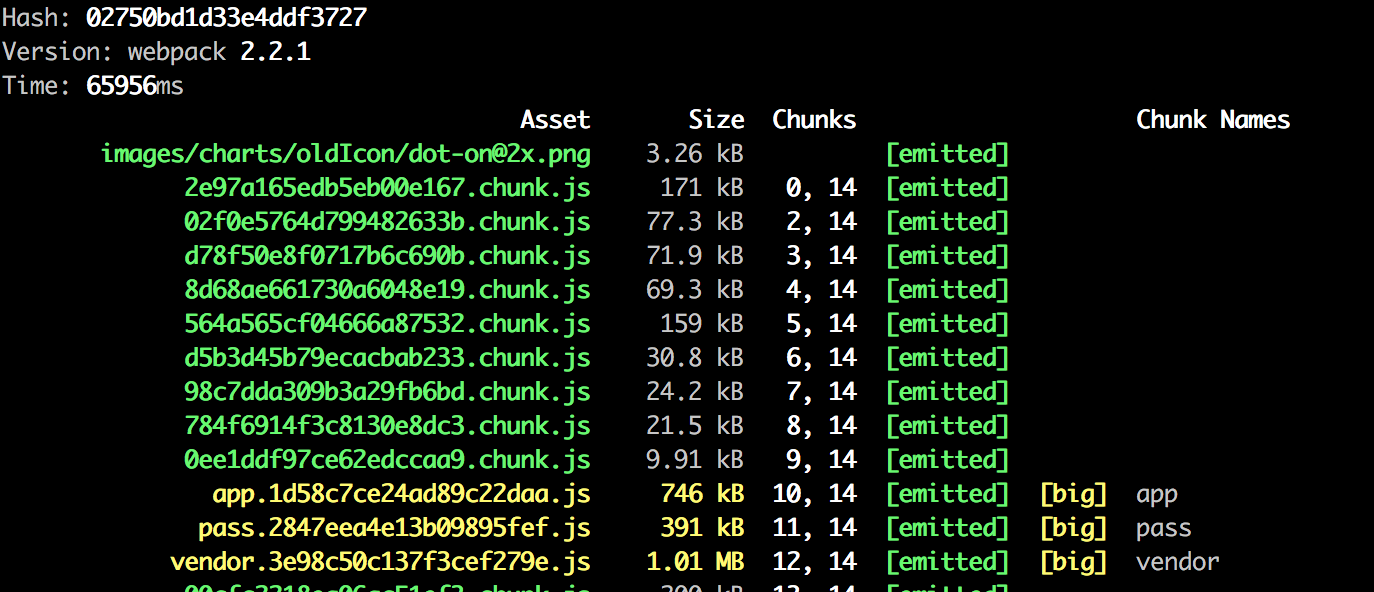 Hash: 02750bd1d33e4ddf3727
Version: webpack 2.2.1
Time: 65956ms
Asset Size Chunks Chunk Names
images/charts/oldIcon/dot-on@2x.png 3.26 kB [emitted]
2e97a165edb5eb00e167.chunk.js 171 kB 0, 14 [emitted]
02f0e5764d799482633b.chunk.js 77.3 kB 2, 14 [emitted]
d78f50e8f0717b6c690b.chunk.js 71.9 kB 3, 14 [emitted]
8d68ae661730a6048e19.chunk.js 69.3 kB 4, 14 [emitted]
564a565cf04666a87532.chunk.js 159 kB 5, 14 [emitted]
d5b3d45b79ecacbab233.chunk.js 30.8 kB 6, 14 [emitted]
98c7dda309b3a29fb6bd.chunk.js 24.2 kB 7, 14 [emitted]
784f6914f3c8130e8dc3.chunk.js 21.5 kB 8, 14 [emitted]
0ee1ddf97ce62edccaa9.chunk.js 9.91 kB 9, 14 [emitted]
app.1d58c7ce24ad89c22daa.js 746 kB 10, 14 [emitted] [big] app
pass.2847eea4e13b09895fef.js 391 kB 11, 14 [emitted] [big] pass
vendor.3e98c50c137f3cef279e.js 1.01 MB 12, 14 [emitted] [big] vendor